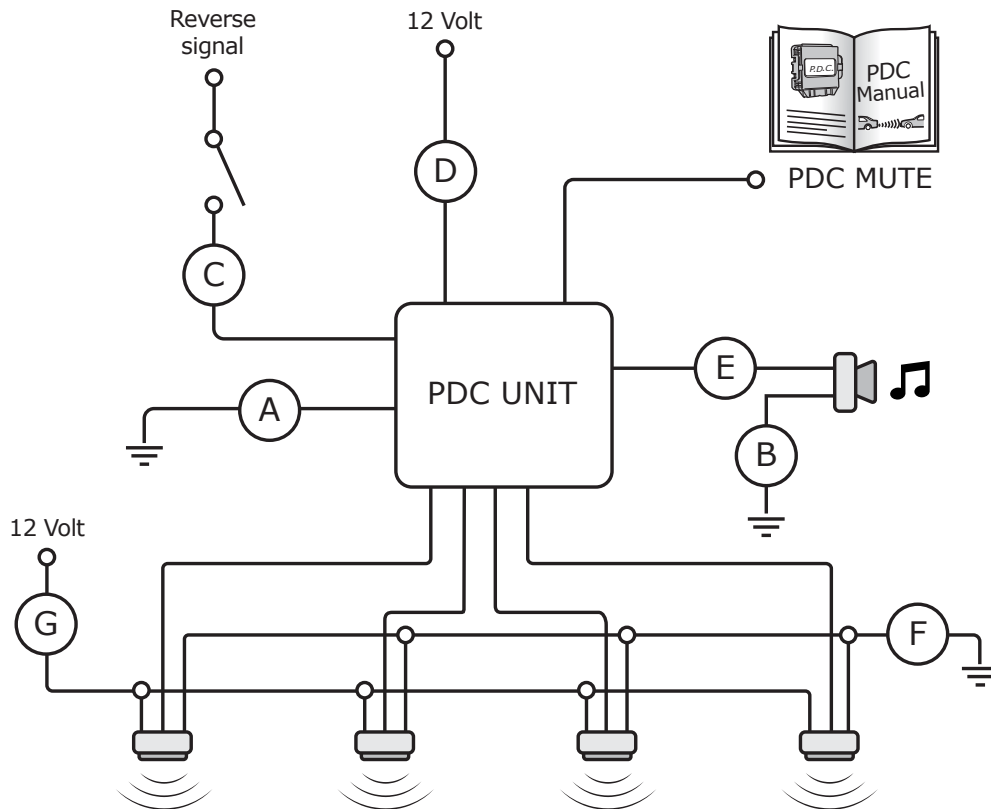 Reverse
signal
12 Volt
P.D.C.
PDC
Manual
PDC MUTE
D
C
PDC UNIT
E
A
B
12 Volt
G
F